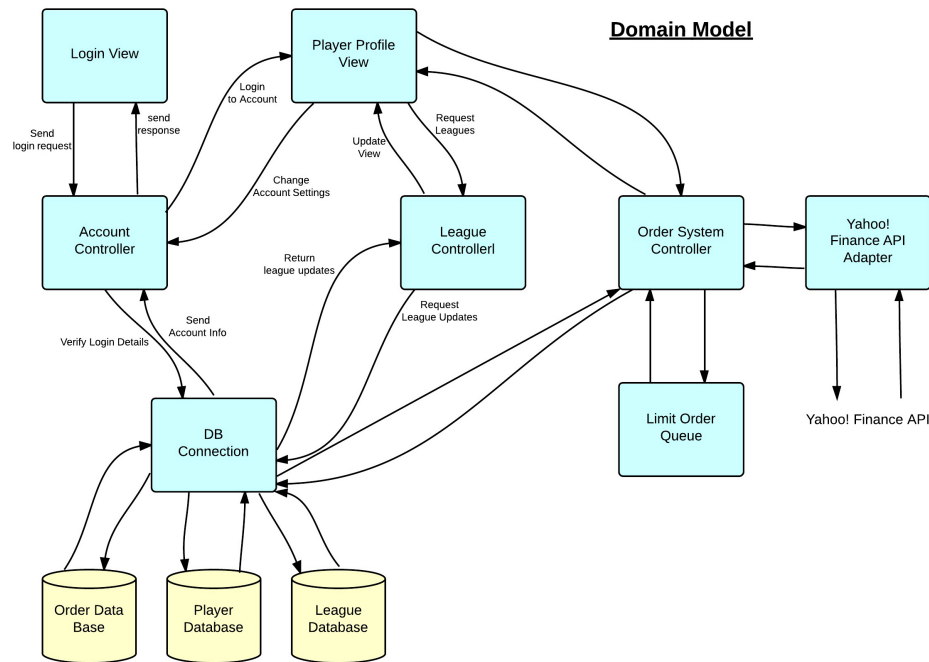 Domain Model
Login View
Player Profile
View
Login
to Account
send
response
Send
login request
Request
Leagues
Update
View
Change
Account Settings
Account
Controller
League
Controllerl
Order System
Controller
Yahoo!
Finance API
Adapter
Return
league updates
Request
League Updates
Send
Account Info
Verify Login Details
Limit Order
Queue
Yahoo! Finance API
DB
Connection
Order Data
Base
Player
Database
League
Database